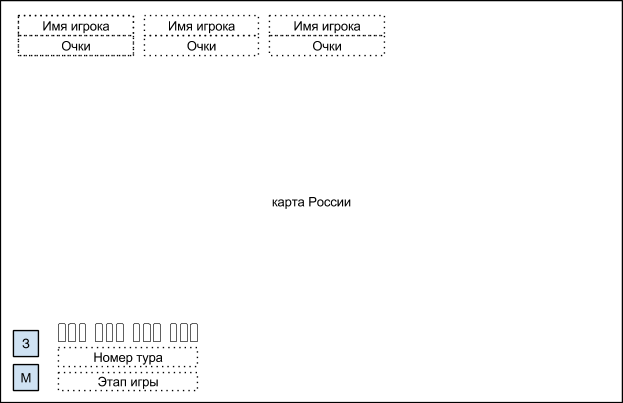 Имя игрока Имя игрока Имя игрока
Очки Очки Очки
карта России
З
Номер тура
М
Этап игры